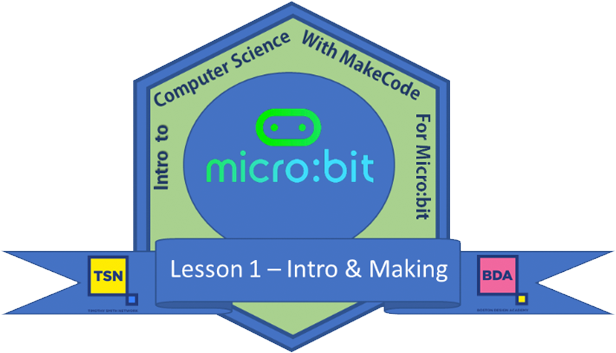 Intro to Computer Science With MakeCode For Micro:bit
micro:bit
TSN
Lesson 1 – Intro & Making
BDA